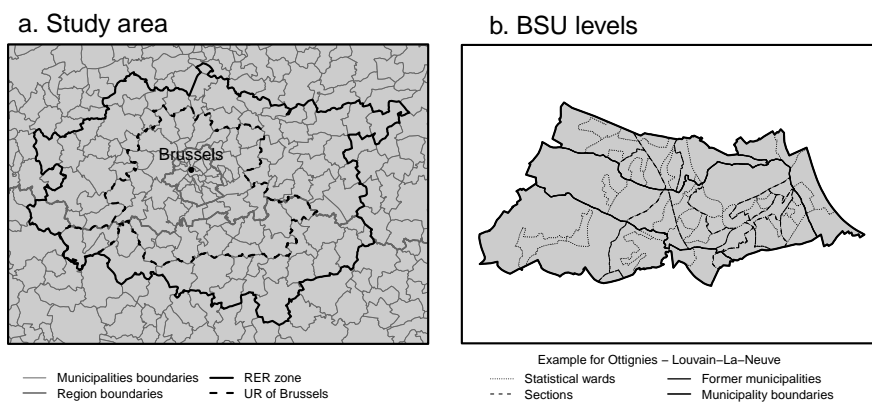 a. Study area
Brussels
Municipalities boundaries
Region boundaries
RER zone
UR of Brussels
b. BSU levels
Example for Ottignies – Louvain–La–Neuve
Statistical wards
Sections
Former municipalities
Municipality boundaries